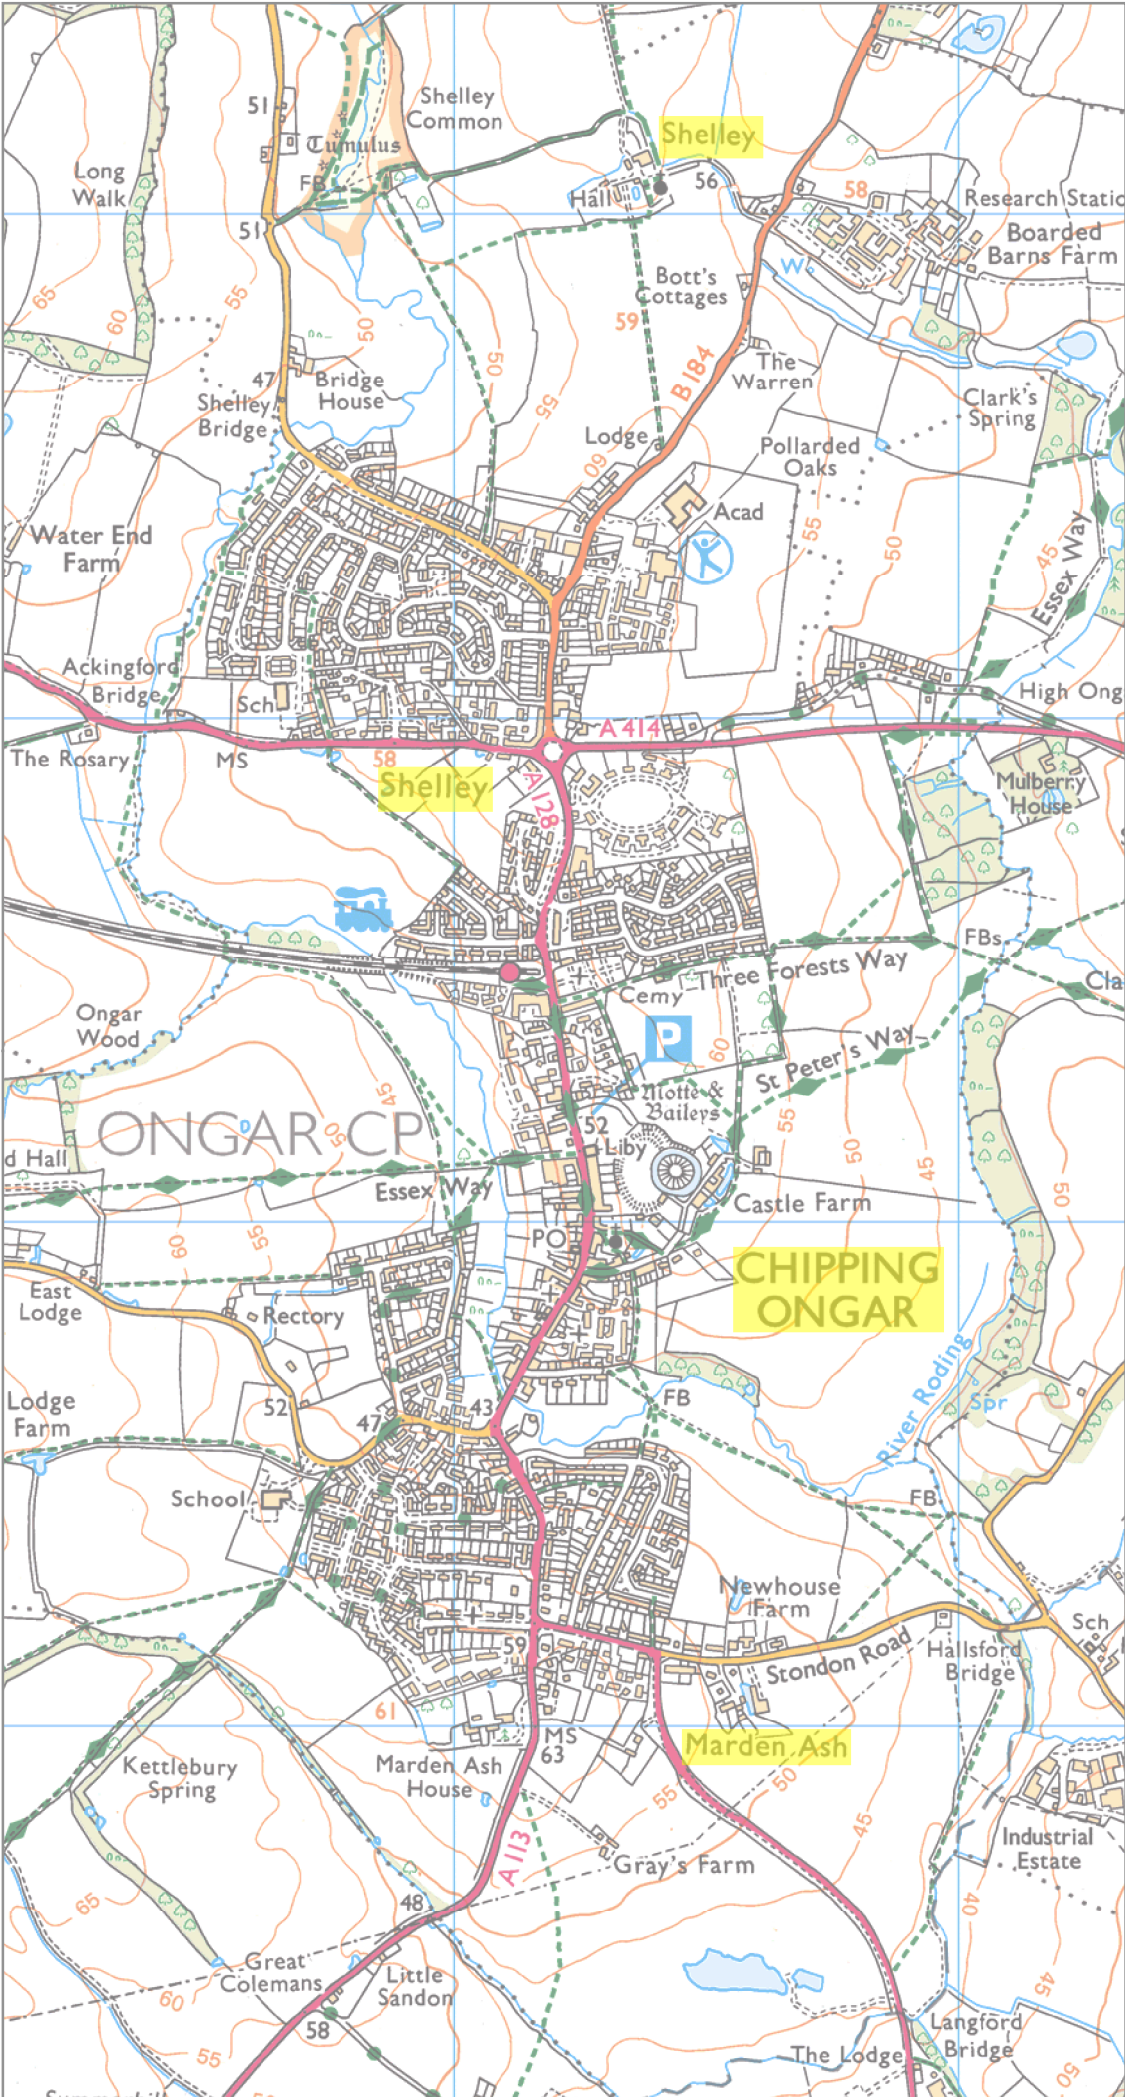 51
Shelley
Common
Tumulus
Shelley
Long
Walk
FB
56
58
Hall
Research Static
51
Boarded
Barns Farm
W
Bott's
Cottages
65
60
55
50
59
50
The
Warren
B 184
47
Bridge
House
Shelley
Bridge
55
Clark's
Spring
Lodge
Pollarded
Oaks
60
Acad
55
50
45
Essex Way
Water End
Farm
Ackingford
Bridge
Sch
High Ong
A 414
The Rosary
MS
58
Shelley
A 128
Mulberry
House
FBs
Three Forests Way
Cla
Cemy
Ongar
Wood
P
60
St Peter's Way
45
Motte &
Baileys
ONGAR CP
50
52
Liby
55
50
45
d Hall
50
Essex Way
Castle Farm
60
55
PO
CHIPPING
ONGAR
East
Lodge
Rectory
River Roding
Lodge
Farm
52
47
43
FB
Spr
School
FB
Newhouse
Farm
Sch
59
Stondon Road
Hallsford
Bridge
61
MS
63
Marden Ash
Marden Ash
House
Kettlebury
Spring
55
50
45
A 113
Industrial
Estate
Gray's Farm
65
48
40
Great
Colemans
Little
Sandon
60
45
58
Langford
Bridge
55
The Lodge
50